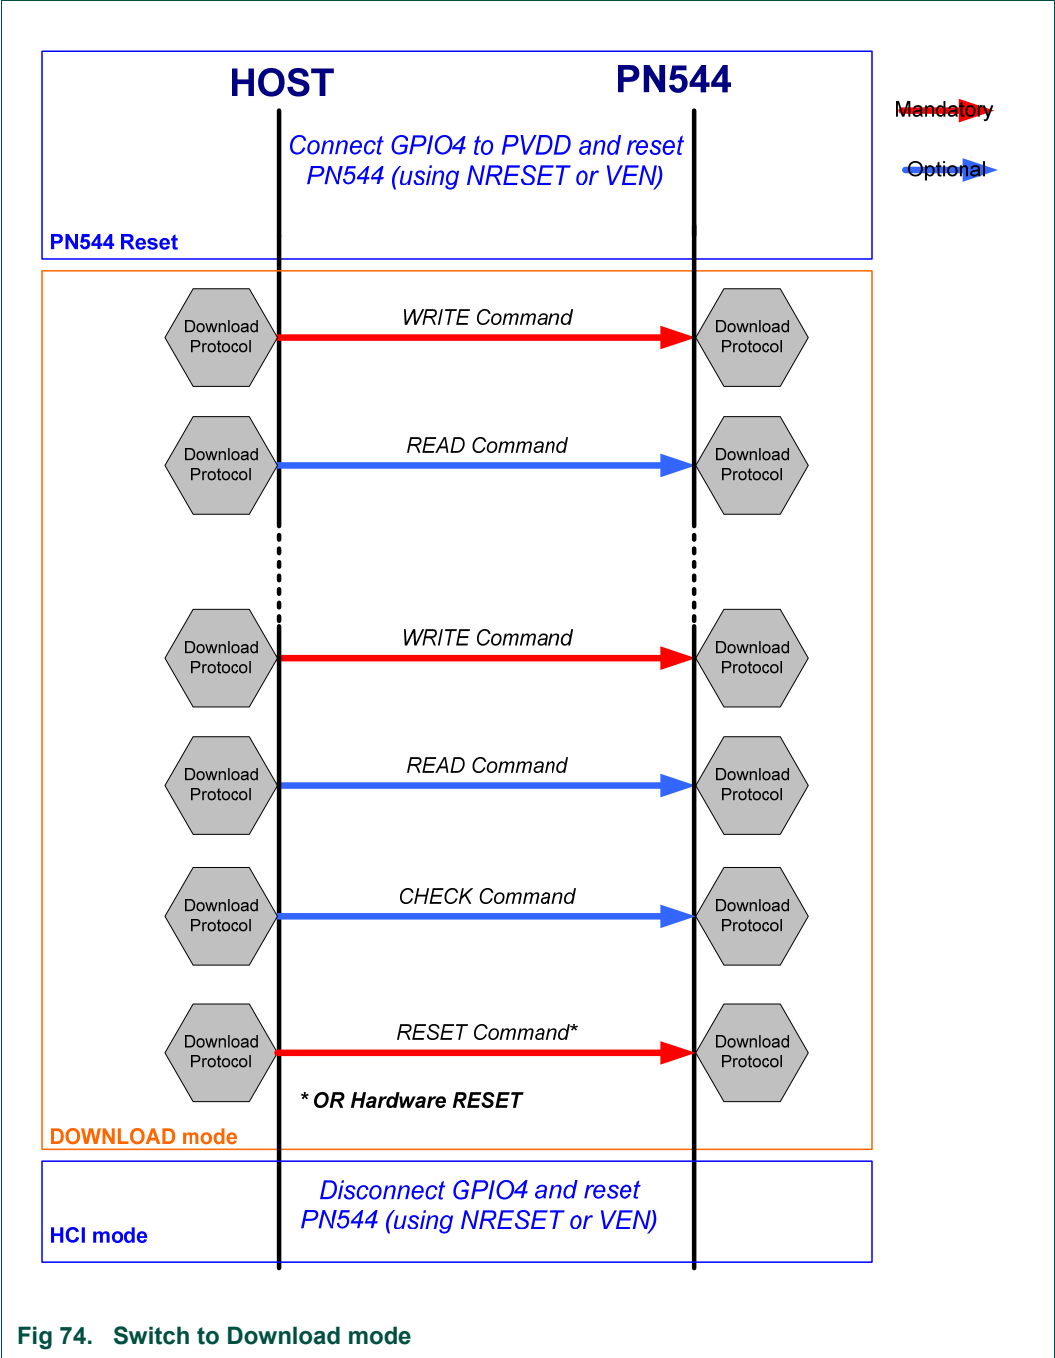 HOST
PN544
Mandatory
Connect GPIO4 to PVDD and reset
PN544 (using NRESET or VEN)
Optional
PN544 Reset
WRITE Command
Download
Protocol
Download
Protocol
READ Command
Download
Protocol
Download
Protocol
WRITE Command
Download
Protocol
Download
Protocol
READ Command
Download
Protocol
Download
Protocol
CHECK Command
Download
Protocol
Download
Protocol
RESET Command*
Download
Protocol
Download
Protocol
* OR Hardware RESET
DOWNLOAD mode
Disconnect GPIO4 and reset
PN544 (using NRESET or VEN)
HCI mode
Fig 74. Switch to Download mode